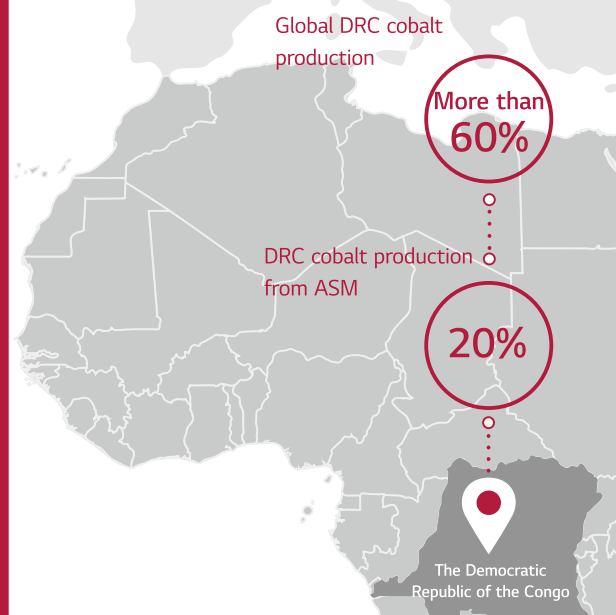 Global DRC cobalt
production
More than
60%
DRC cobalt production
from ASM
20%
The Democratic
Republic of the Congo